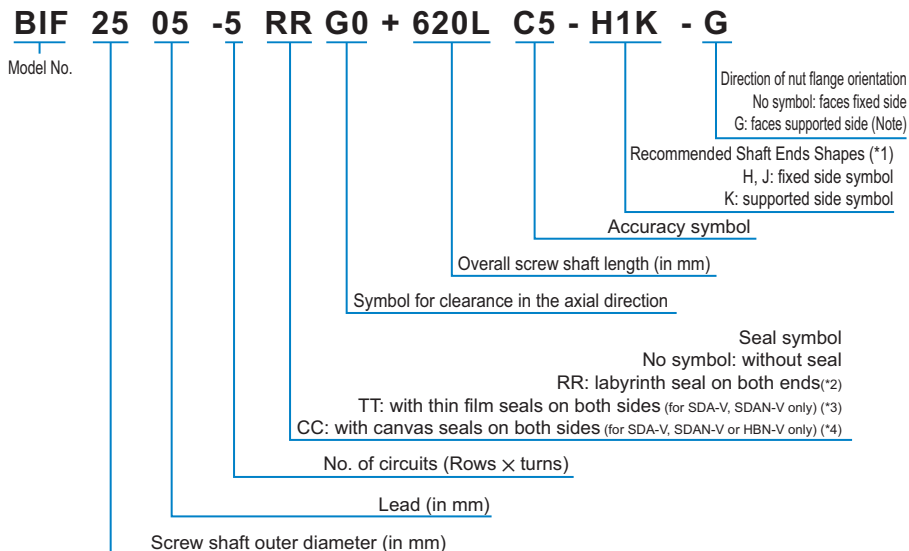 BIF 25 05 -5 RR G0 + 620L C5 - H1K - G
Model No.
Direction of nut flange orientation
No symbol: faces fixed side
G: faces supported side (Note)
Recommended Shaft Ends Shapes (*1)
H, J: fixed side symbol
K: supported side symbol
Accuracy symbol
Overall screw shaft length (in mm)
Symbol for clearance in the axial direction
Seal symbol
No symbol: without seal
RR: labyrinth seal on both ends(*2)
TT: with thin film seals on both sides (for SDA-V, SDAN-V only) (*3)
CC: with canvas seals on both sides (for SDA-V, SDAN-V or HBN-V only) (*4)
No. of circuits (Rows × turns)
Lead (in mm)
Screw shaft outer diameter (in mm)